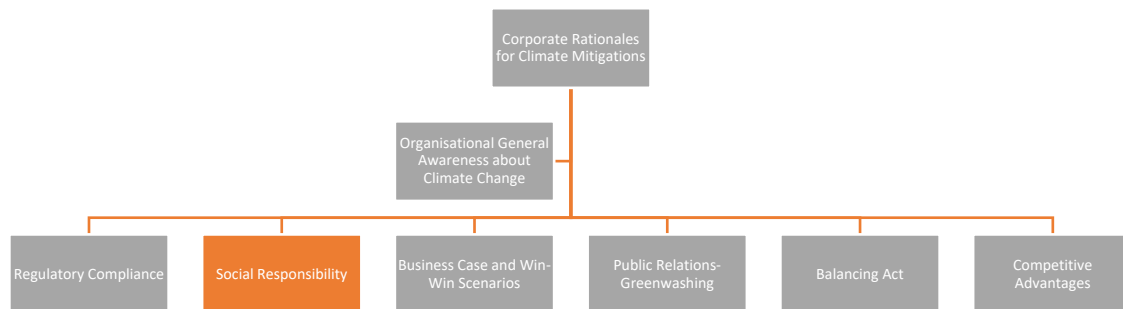 Corporate Rationales
for Climate Mitigations
Organisational General
Awareness about
Climate Change
Regulatory Compliance
Social Responsibility
Business Case and Win-
Win Scenarios
Public Relations-
Greenwashing
Balancing Act
Competitive
Advantages